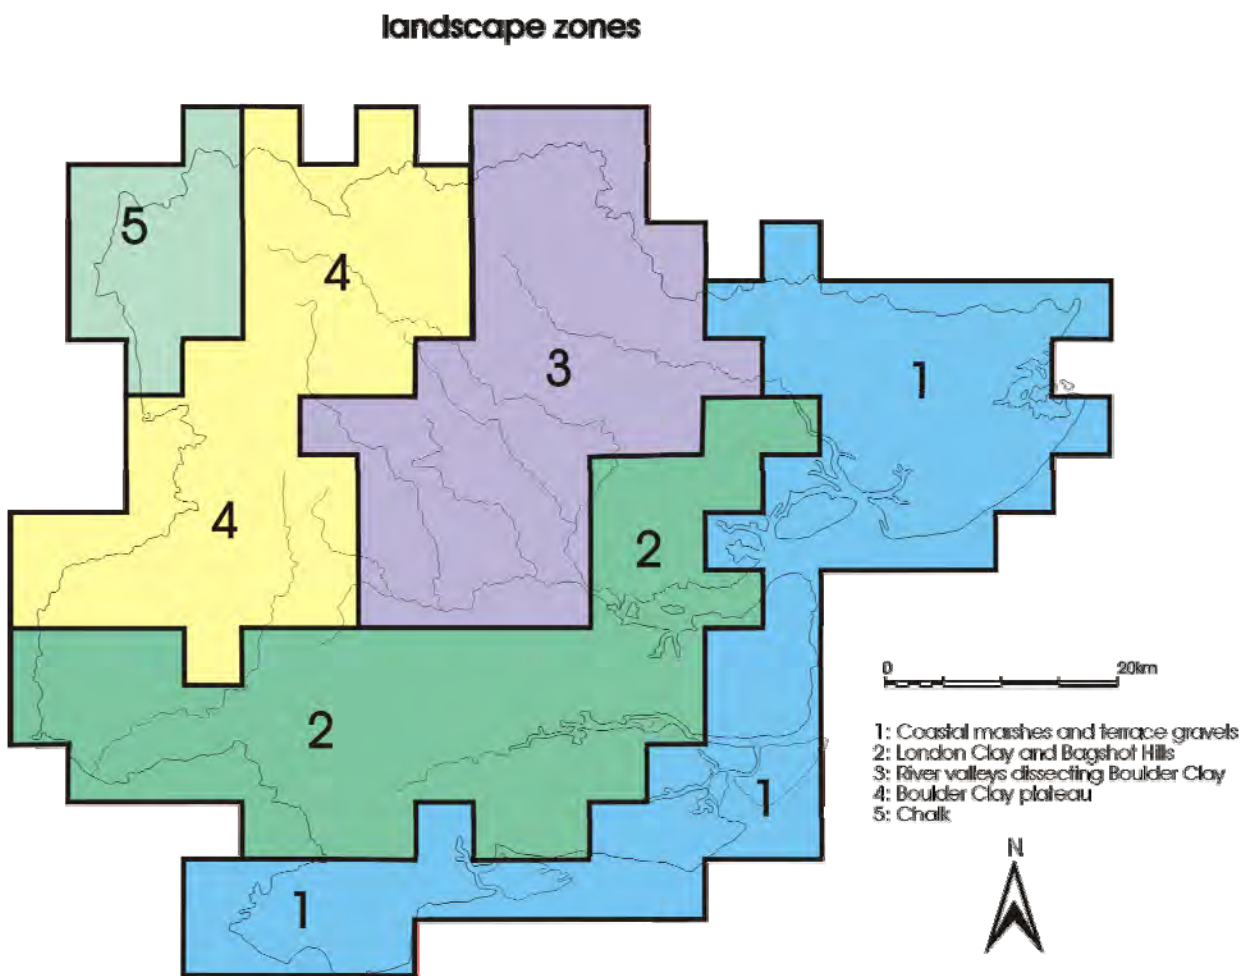 landscape zones
5
4
3
1
4
2
2
1
1
0 20km
1: Coastal marshes and terrace gravels
2: London Clay and Bagshot Hills
3: River valleys dissecting Boulder Clay
4: Boulder Clay plateau
5: Chalk
N